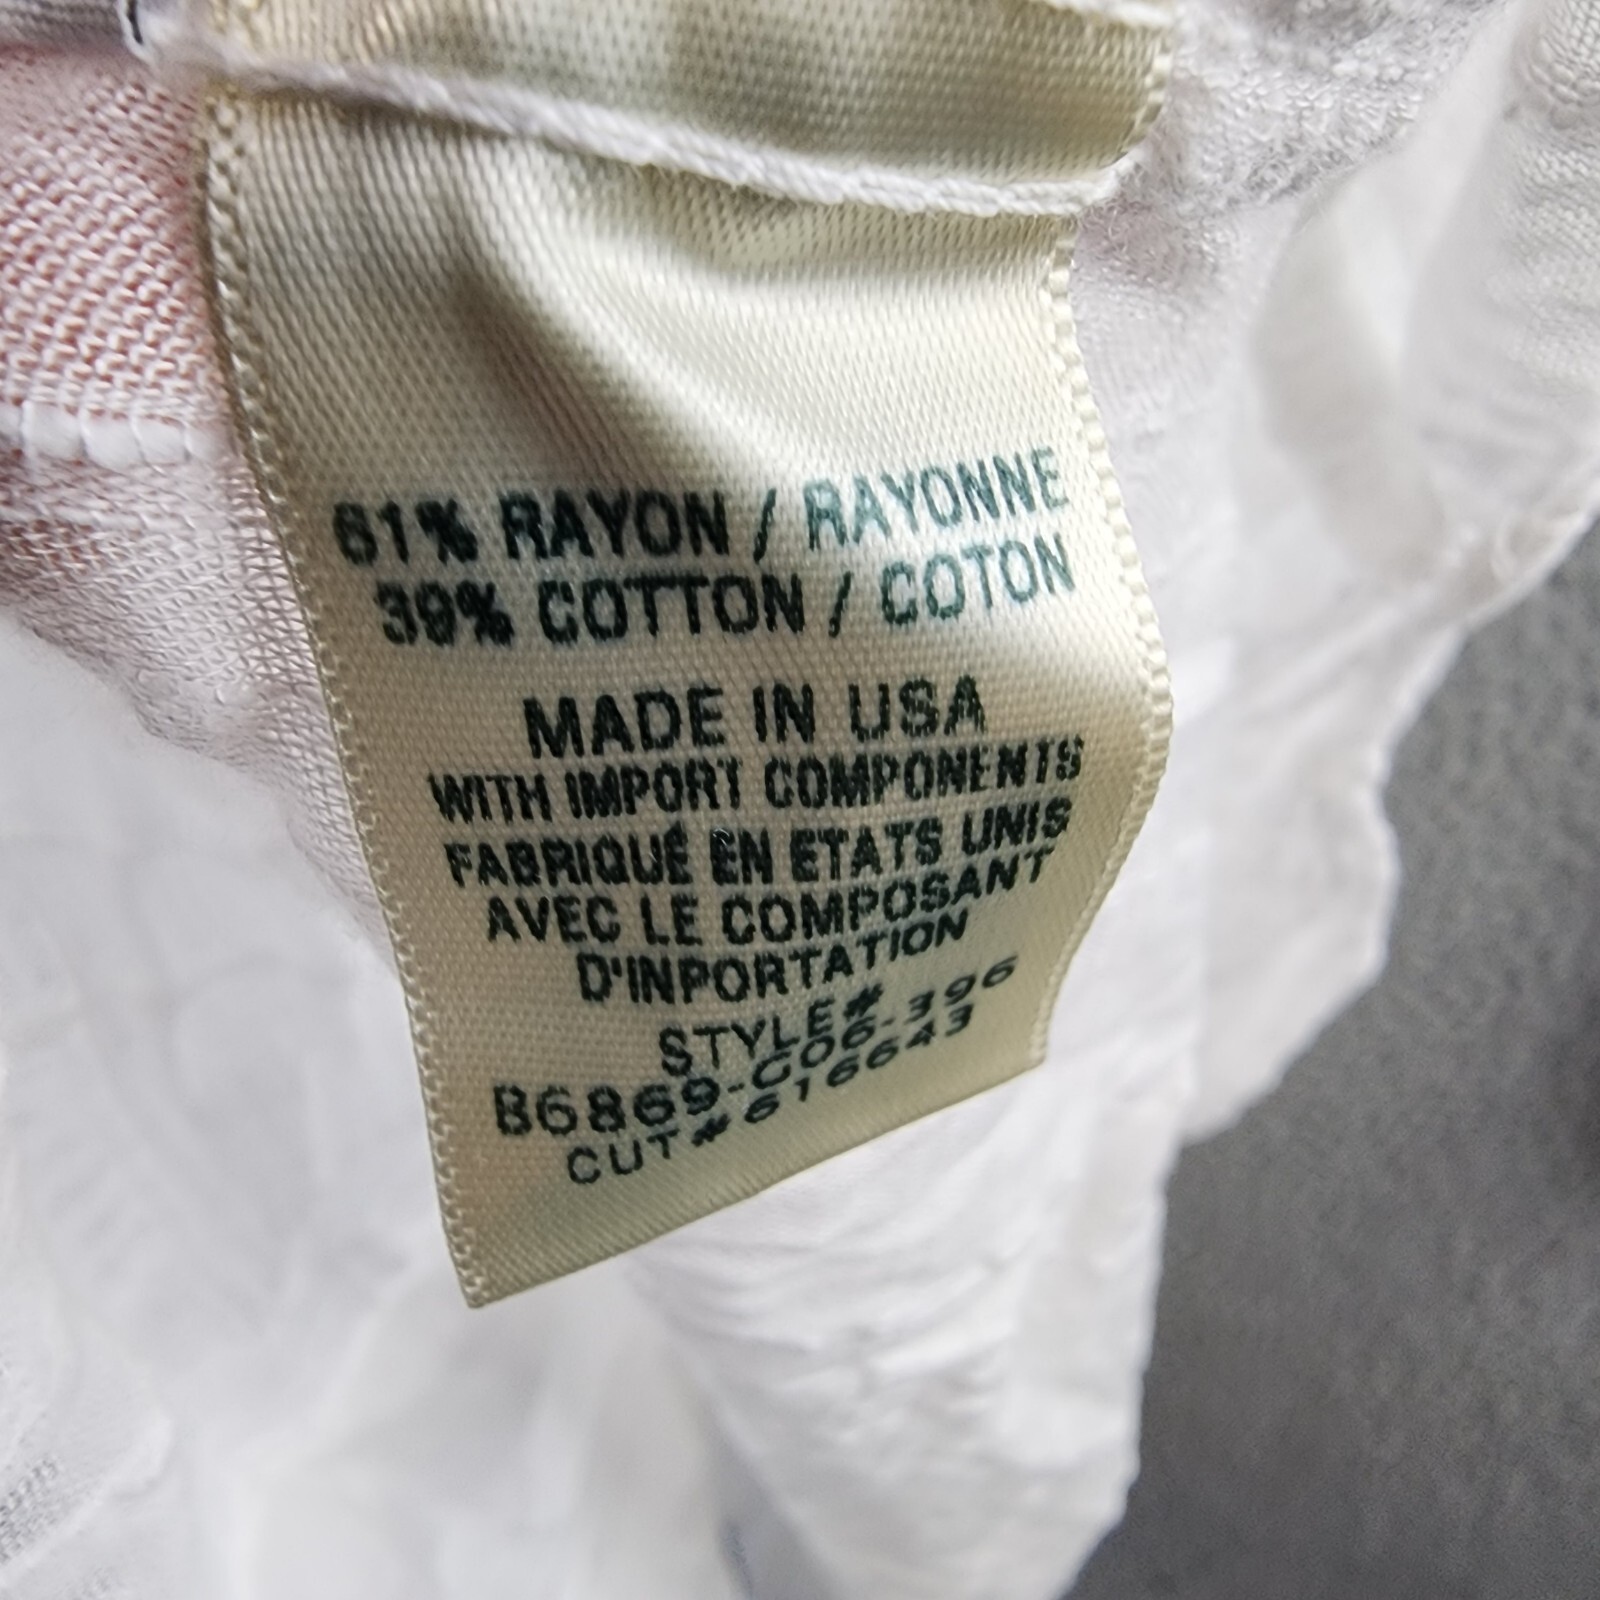 61% RAYON / RAYONNE
39% COTTON / COTON
MADE IN USA
WITH IMPORT COMPONENTS
FABRIQUÉ EN ETATS UNIS
AVEC LE COMPOSANT
D'INPORTATION
STYLE#
B6869-C06-396
CUT#616643